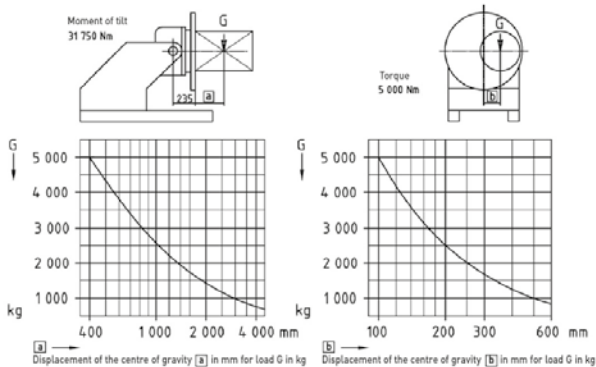 Moment of tilt
31 750 Nm
G
235 a
G
b
Torque
5 000 Nm
G
5 000
4 000
3 000
2 000
1 000
kg
400 1 000 2 000 4 000 mm
a
Displacement of the centre of gravity a in mm for load G in kg
G
5 000
4 000
3 000
2 000
1 000
kg
100 200 300 600 mm
b
Displacement of the centre of gravity b in mm for load G in kg